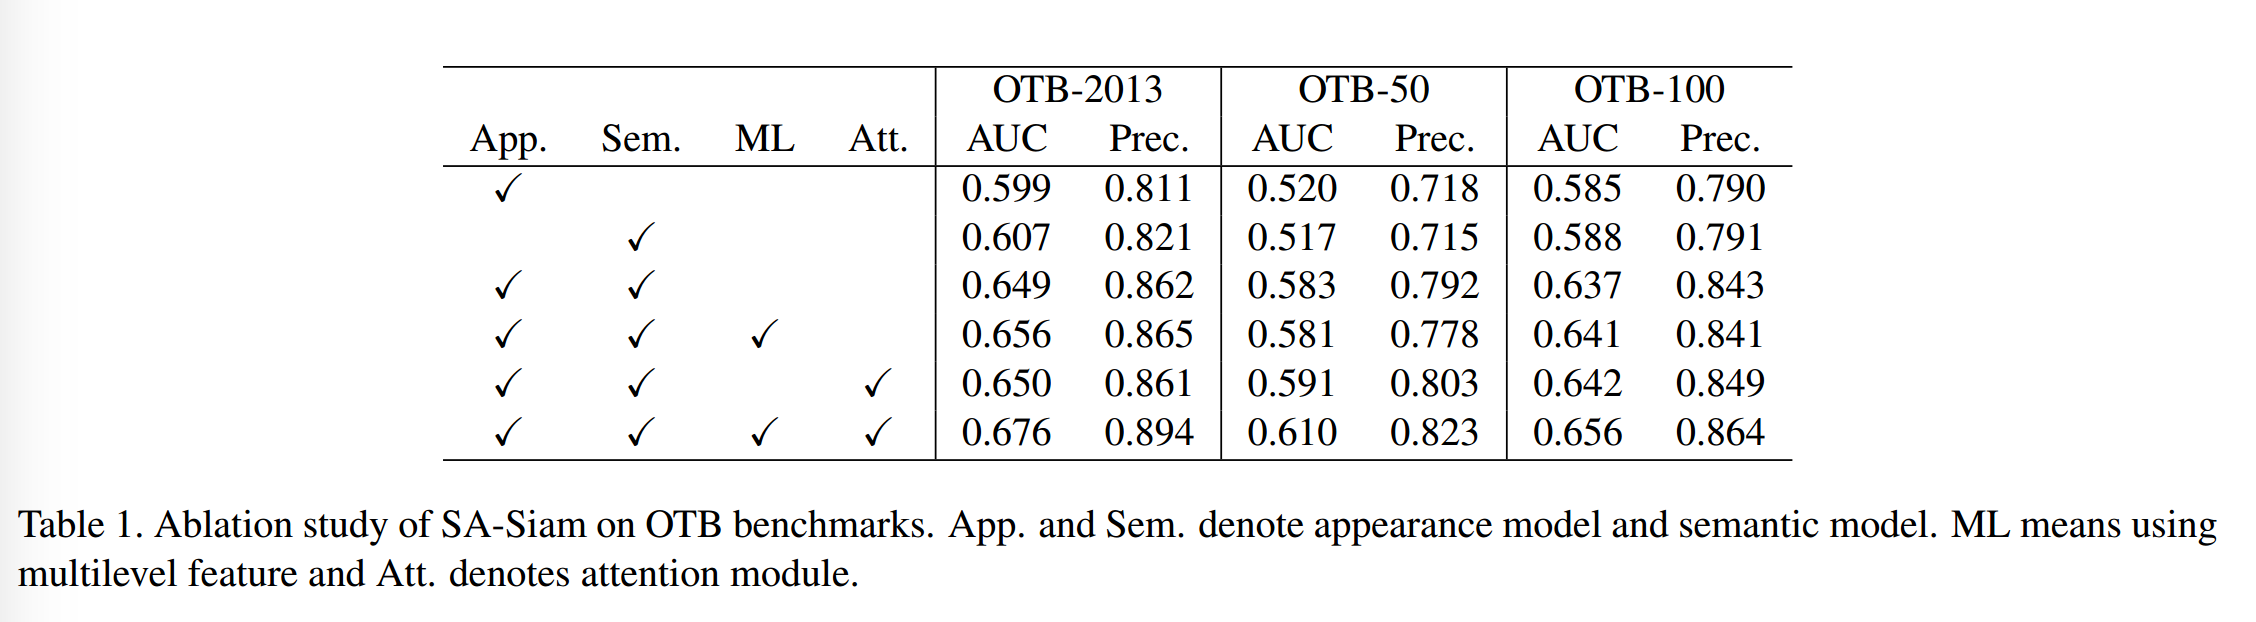 OTB-2013 OTB-50 OTB-100
App. Sem. ML Att. AUC Prec. AUC Prec. AUC Prec.
✓ 0.599 0.811 0.520 0.718 0.585 0.790
✓ 0.607 0.821 0.517 0.715 0.588 0.791
✓ ✓ 0.649 0.862 0.583 0.792 0.637 0.843
✓ ✓ ✓ 0.656 0.865 0.581 0.778 0.641 0.841
✓ ✓ ✓ 0.650 0.861 0.591 0.803 0.642 0.849
✓ ✓ ✓ ✓ 0.676 0.894 0.610 0.823 0.656 0.864
Table 1. Ablation study of SA-Siam on OTB benchmarks. App. and Sem. denote appearance model and semantic model. ML means using
multilevel feature and Att. denotes attention module.